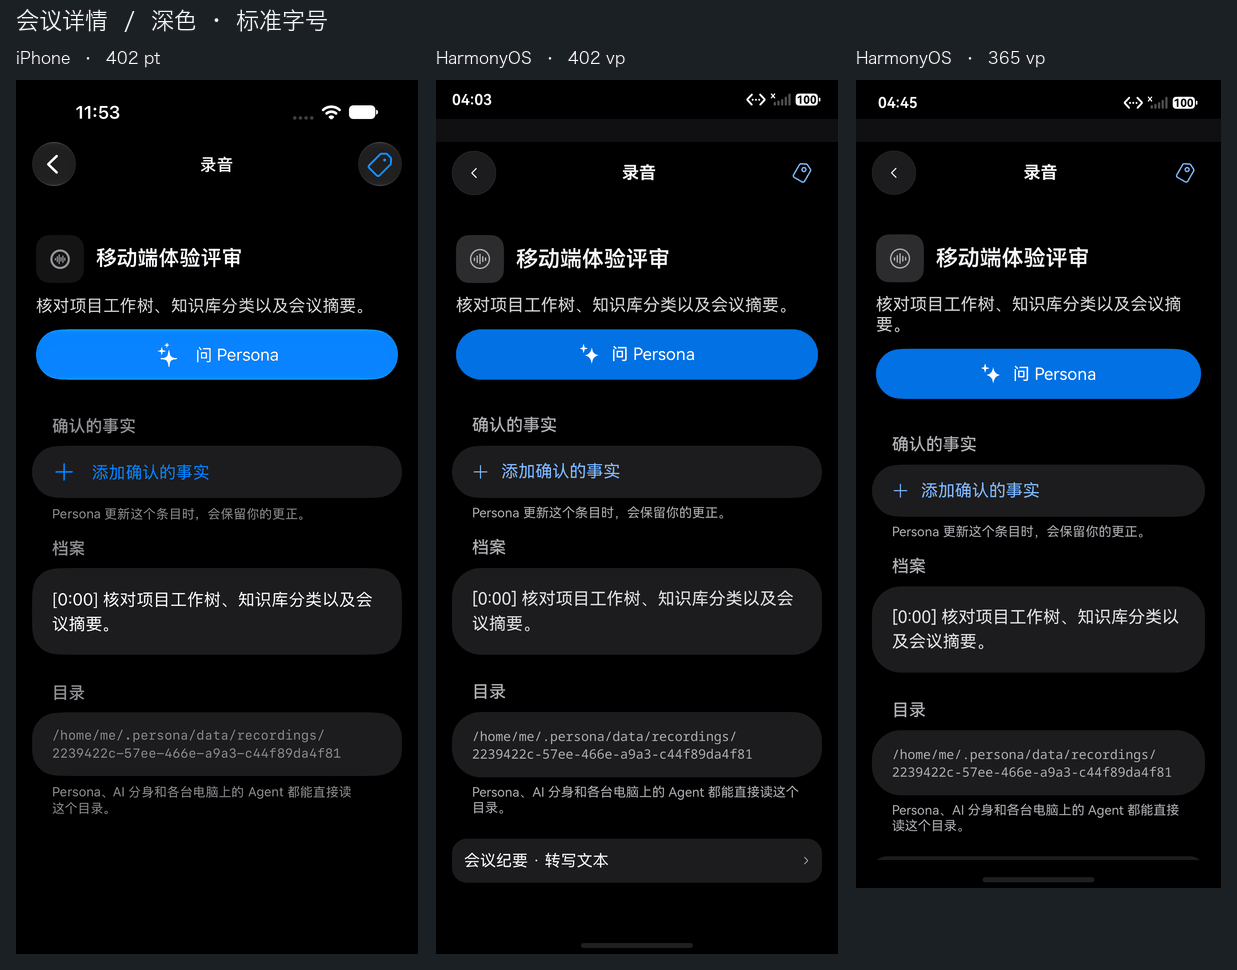 会议详情 / 深色 · 标准字号
iPhone · 402 pt
11:53
录音
移动端体验评审
核对项目工作树、知识库分类以及会议摘要。
问 Persona
确认的事实
添加确认的事实
Persona 更新这个条目时，会保留你的更正。
档案
[0:00] 核对项目工作树、知识库分类以及会
议摘要。
目录
/home/me/.persona/data/recordings/
2239422c-57ee-466e-a9a3-c44f89da4f81
Persona、AI 分身和各台电脑上的 Agent 都能直接读
这个目录。
HarmonyOS · 402 vp
04:03
100
录音
移动端体验评审
核对项目工作树、知识库分类以及会议摘要。
问 Persona
确认的事实
添加确认的事实
Persona 更新这个条目时，会保留你的更正。
档案
[0:00] 核对项目工作树、知识库分类以及会
议摘要。
目录
/home/me/.persona/data/recordings/
2239422c-57ee-466e-a9a3-c44f89da4f81
Persona、AI 分身和各台电脑上的 Agent 都能直接读这个
目录。
会议纪要 · 转写文本
HarmonyOS · 365 vp
04:45
100
录音
移动端体验评审
核对项目工作树、知识库分类以及会议摘
要。
问 Persona
确认的事实
添加确认的事实
Persona 更新这个条目时，会保留你的更正。
档案
[0:00] 核对项目工作树、知识库分类以
及会议摘要。
目录
/home/me/.persona/data/recordings/
2239422c-57ee-466e-a9a3-c44f89da4f81
Persona、AI 分身和各台电脑上的 Agent 都能直接
读这个目录。